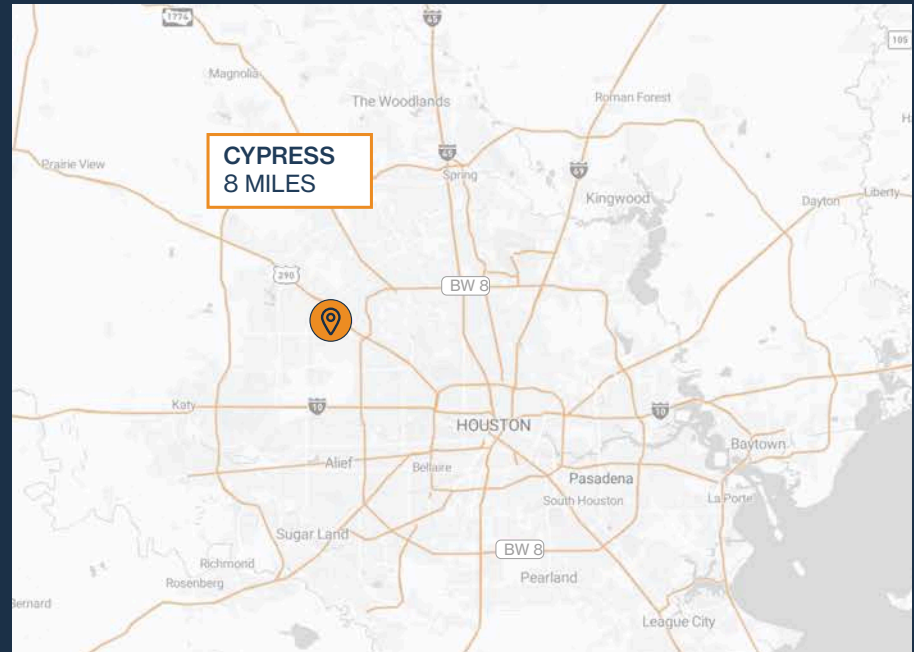 1774
45
105
Magnolia
The Woodlands
Roman Forest
CYPRESS
8 MILES
45
Prairie View
Spring
69
Kingwood
Dayton
Liberty
290
BW 8
Katy
10
10
HOUSTON
Baytown
Alief
Bellaire
Pasadena
South Houston
La Porte
Sugar Land
BW 8
Richmond
Rosenberg
Pearland
Bernard
League City